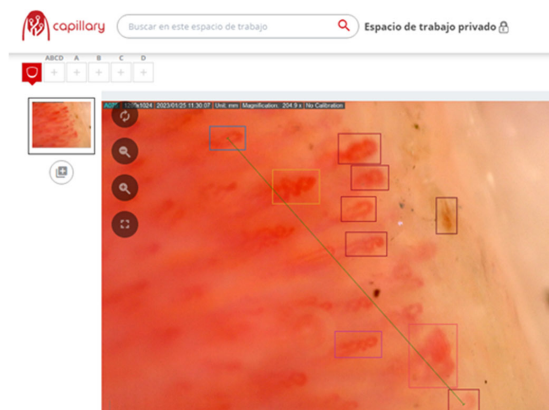 capillary
Buscar en este espacio de trabajo
Espacio de trabajo privado
ABCD A B C D
2023/01/25 11:30:07 | Unit: mm | Magnification: 204.9 x | No Calibration